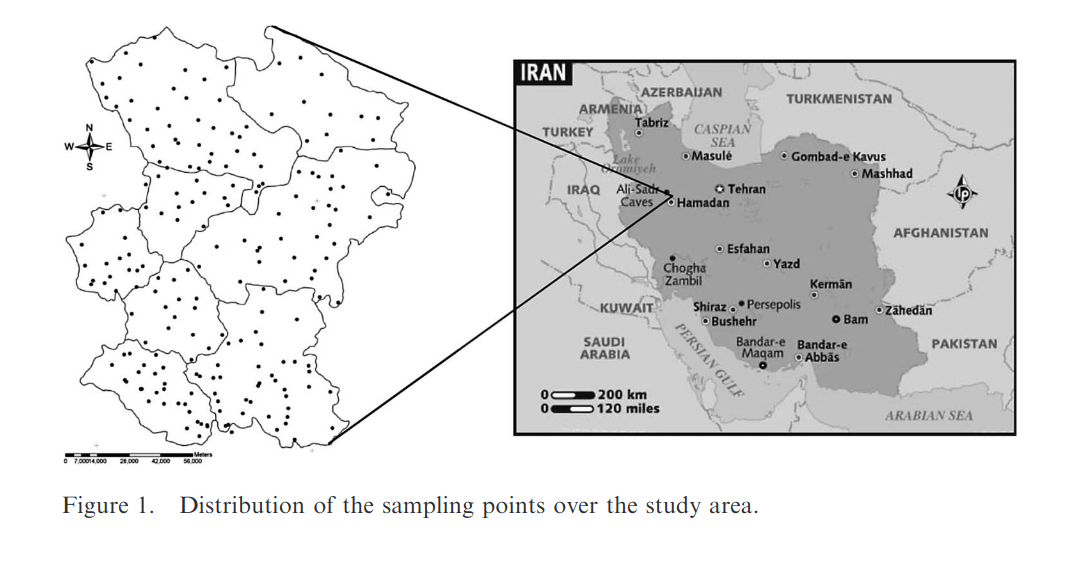 N
W E
S
Meters
0 7,00014,000 28,000 42,000 56,000
IRAN
AZERBAIJAN
TURKMENISTAN
ARMENIA
Tabriz
TURKEY
CASPIAN
SEA
Masulé
Gombad-e Kavus
Lake
Orumiyeh
Mashhad
IRAQ
Ali-Sadr
Caves
Tehran
Hamadan
lp
AFGHANISTAN
Esfahan
Yazd
Chogha
Zambil
Kermān
KUWAIT
Shiraz
Persepolis
Zāhedān
Bushehr
Bam
SAUDI
ARABIA
PERSIAN GULF
Bandar-e
Maqam
Bandar-e
Abbās
PAKISTAN
0 200 km
0 120 miles
ARABIAN SEA
Figure 1. Distribution of the sampling points over the study area.